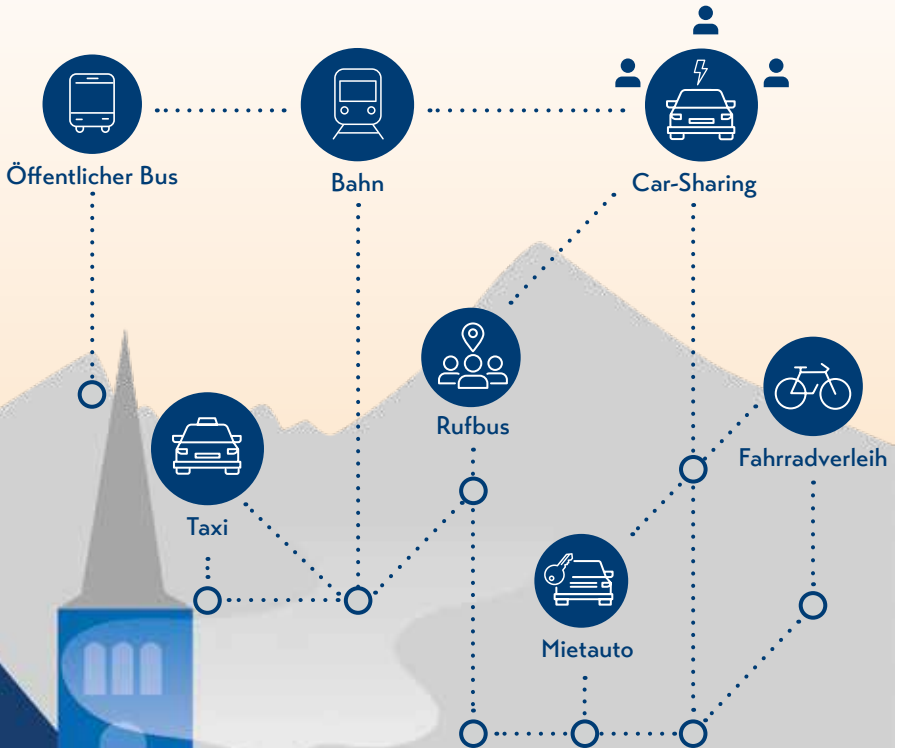 Öffentlicher Bus
Bahn
Car-Sharing
Rufbus
Fahrradverleih
Taxi
Mietauto